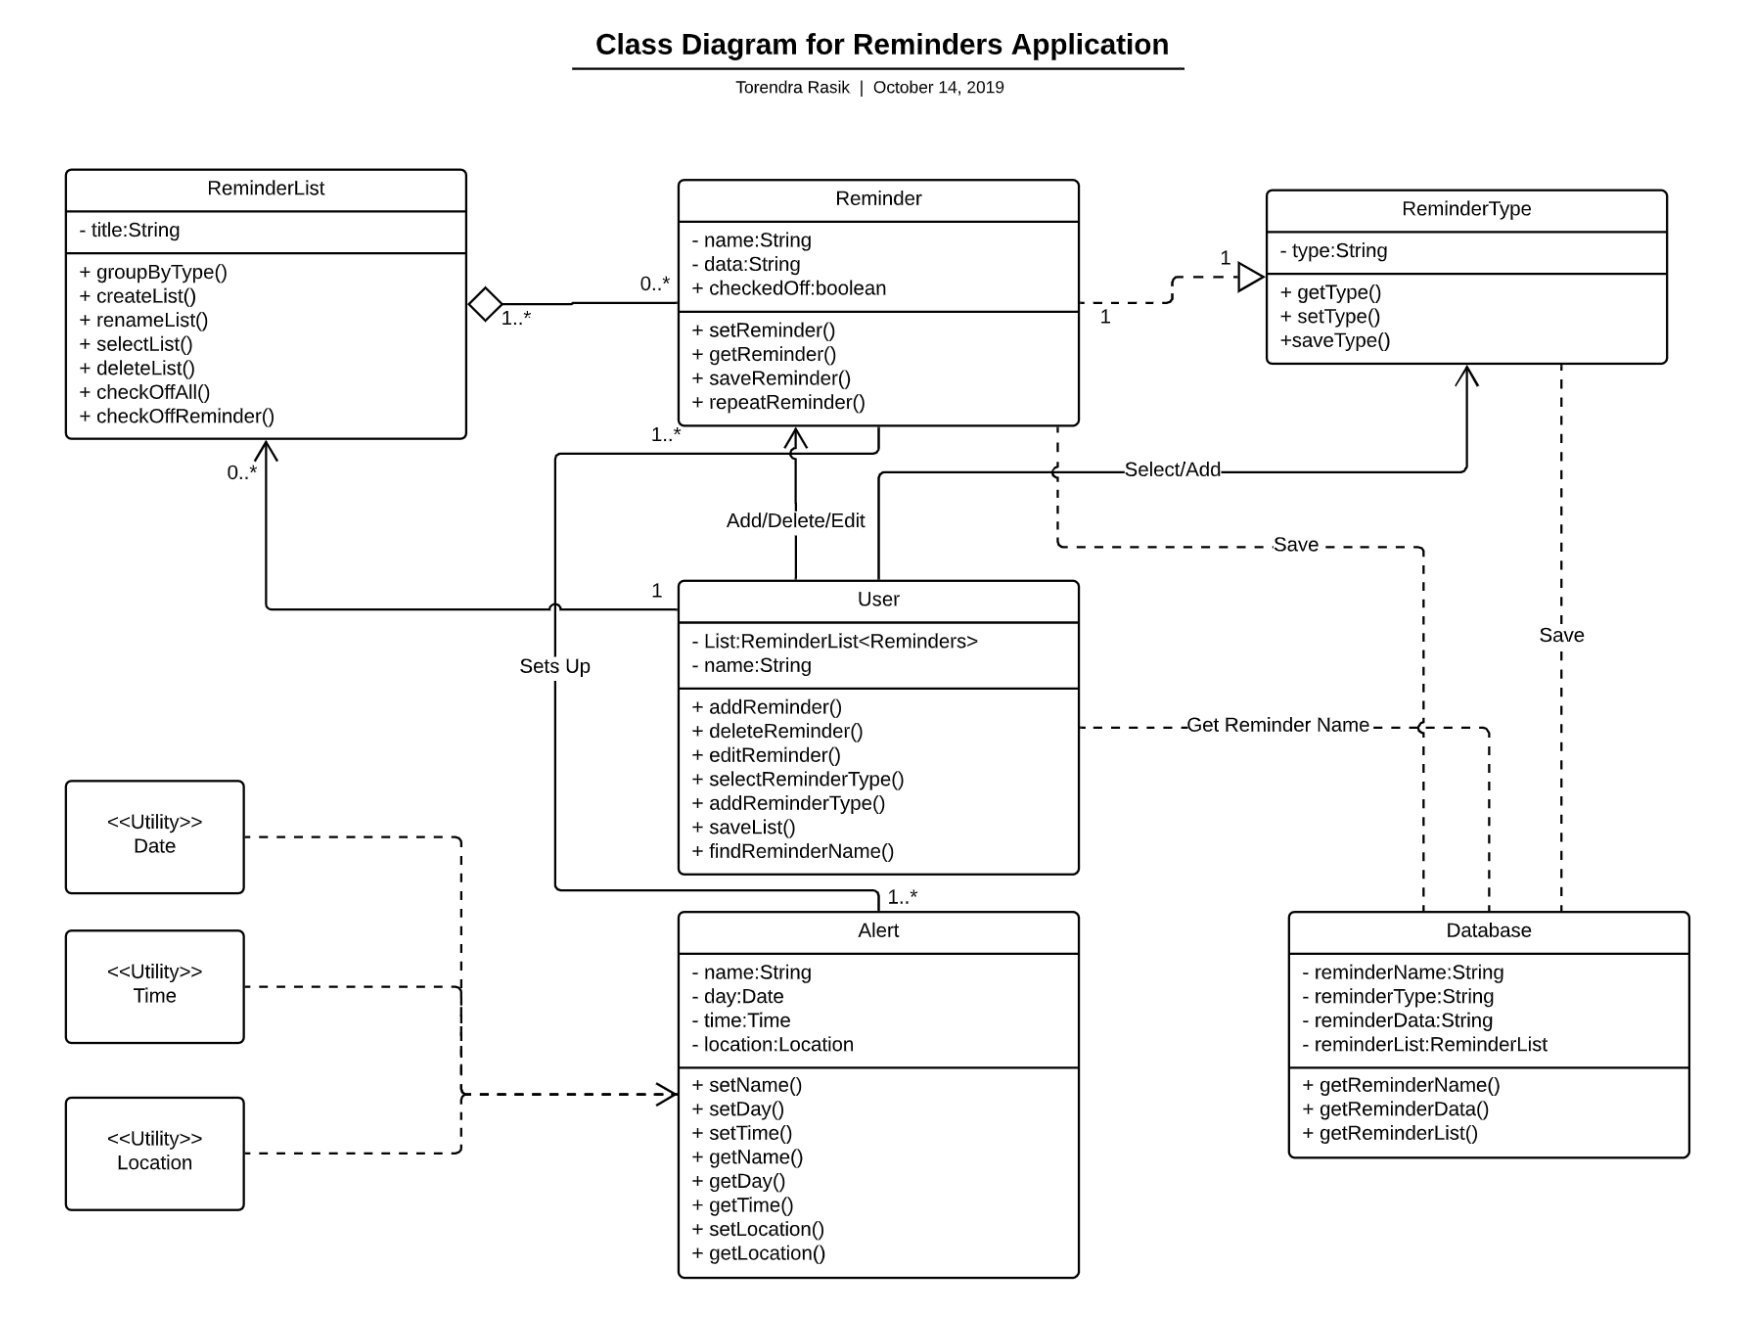 Class Diagram for Reminders Application
Torendra Rasik | October 14, 2019
ReminderList
- title:String
+ groupByType()
+ createList()
+ renameList()
+ selectList()
+ deleteList()
+ checkOffAll()
+ checkOffReminder()
1..*
0..*
Reminder
- name:String
- data:String
+ checkedOff:boolean
+ setReminder()
+ getReminder()
+ saveReminder()
+ repeatReminder()
1
1
ReminderType
- type:String
+ getType()
+ setType()
+saveType()
1..*
0..*
Select/Add
Add/Delete/Edit
Save
1
User
- List:ReminderList<Reminders>
- name:String
+ addReminder()
+ deleteReminder()
+ editReminder()
+ selectReminderType()
+ addReminderType()
+ saveList()
+ findReminderName()
Save
Sets Up
Get Reminder Name
<<Utility>>
Date
<<Utility>>
Time
<<Utility>>
Location
1..*
Alert
- name:String
- day:Date
- time:Time
- location:Location
+ setName()
+ setDay()
+ setTime()
+ getName()
+ getDay()
+ getTime()
+ setLocation()
+ getLocation()
Database
- reminderName:String
- reminderType:String
- reminderData:String
- reminderList:ReminderList
+ getReminderName()
+ getReminderData()
+ getReminderList()